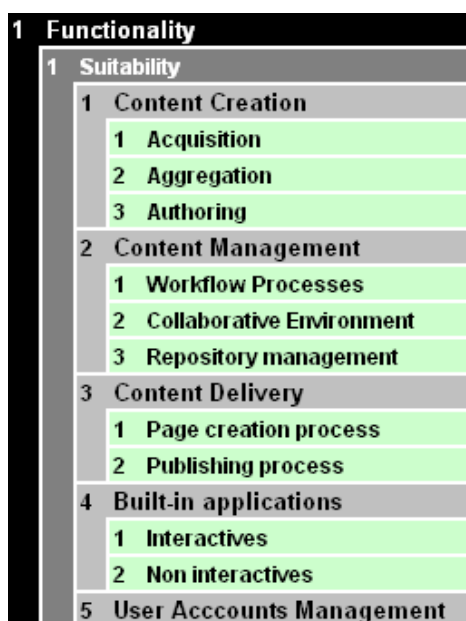 1 Functionality
1 Suitability
1 Content Creation
1 Acquisition
2 Aggregation
3 Authoring
2 Content Management
1 Workflow Processes
2 Collaborative Environment
3 Repository management
3 Content Delivery
1 Page creation process
2 Publishing process
4 Built-in applications
1 Interactives
2 Non interactives
5 User Acccounts Management